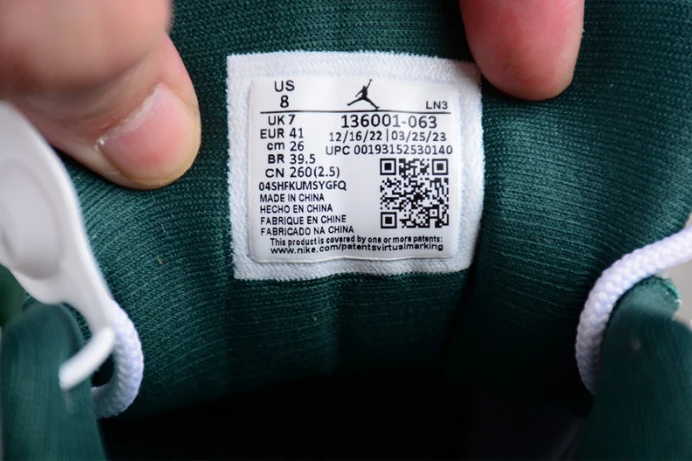 US
8
LN3
UK 7
136001-063
EUR 41
12/16/22 | 03/25/23
cm 26
UPC 00193152530140
BR 39.5
CN 260(2.5)
04SHFKUMSYGFQ
MADE IN CHINA
HECHO EN CHINA
FABRIQUE EN CHINE
FABRICADO NA CHINA
This product is covered by one or more patents:
www.nike.com/patentsvirtualmarking